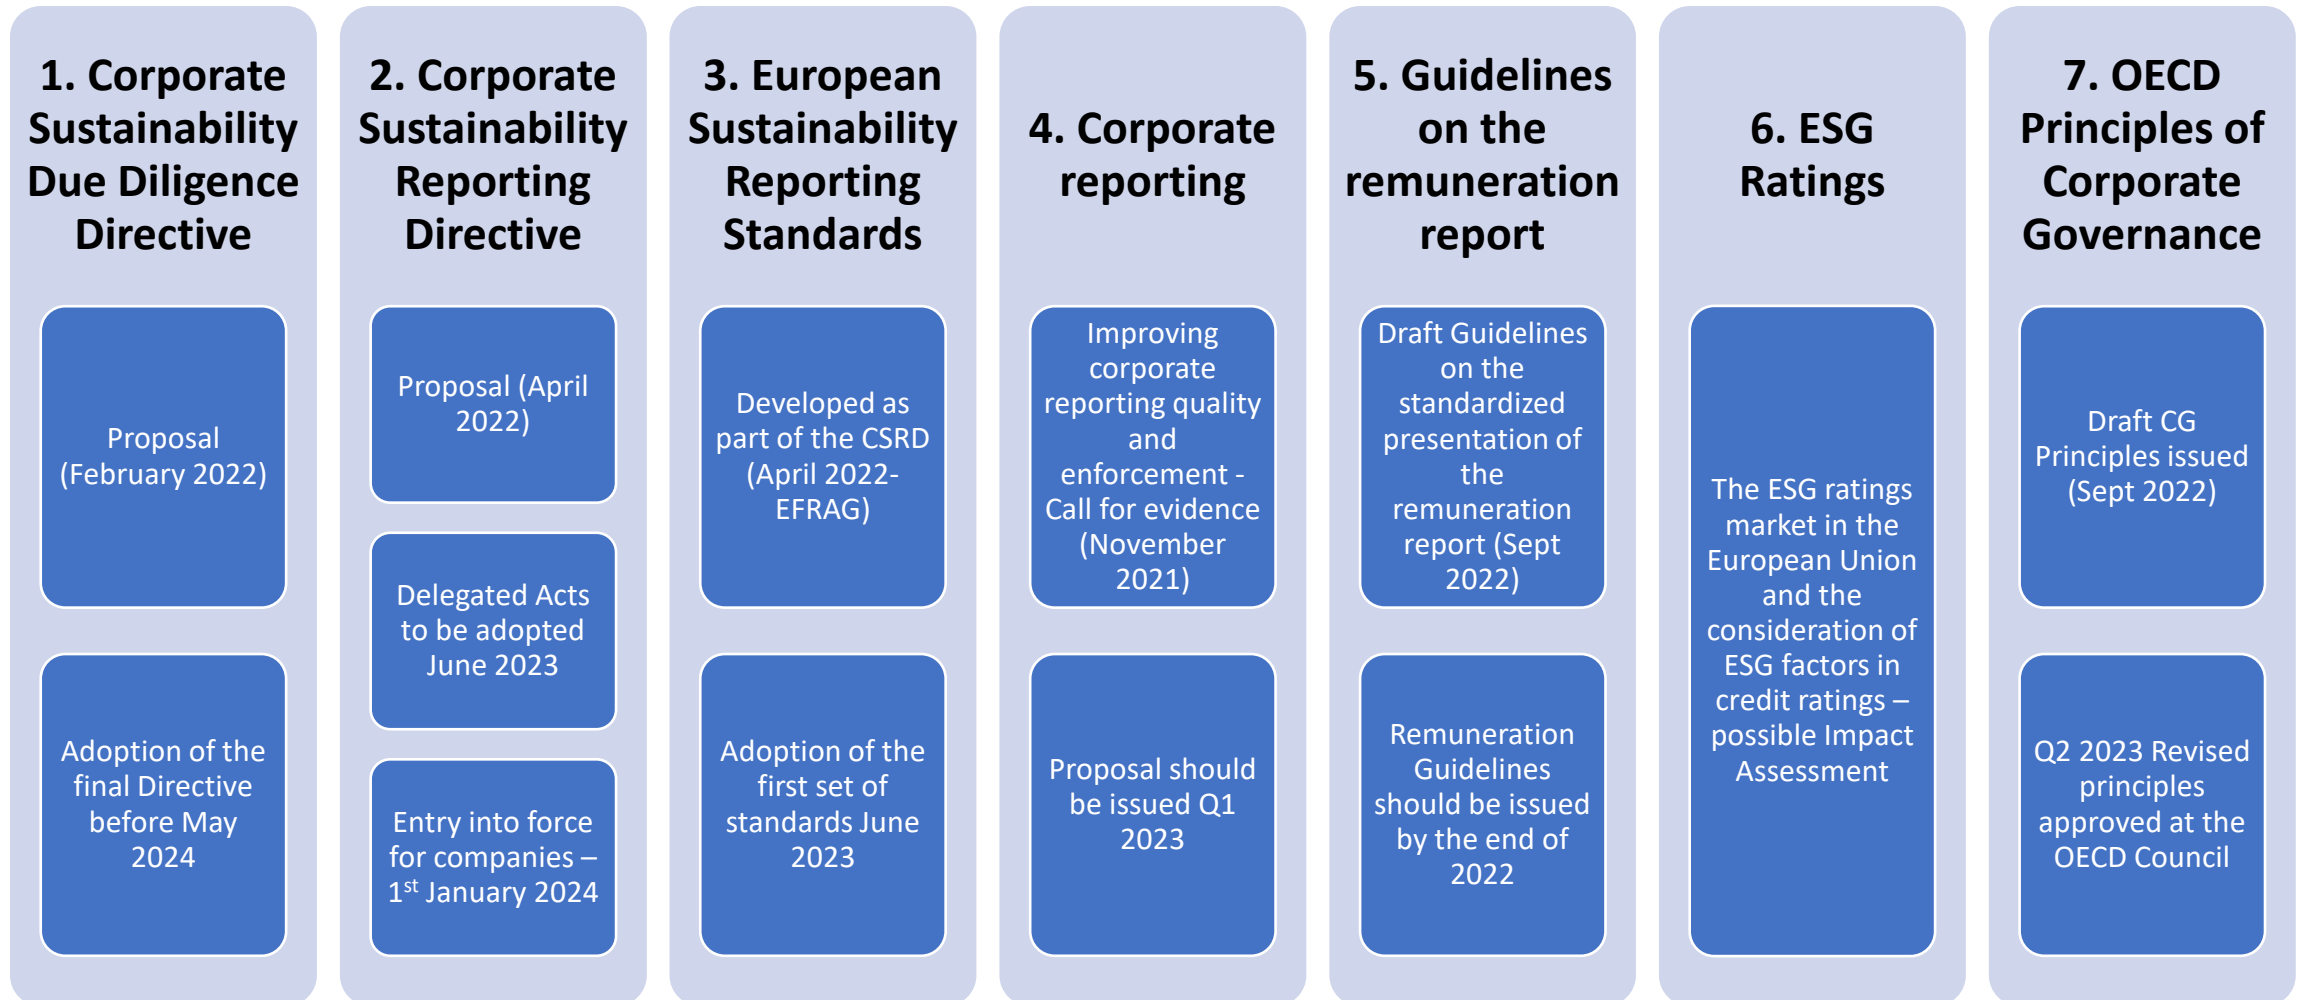 1. Corporate
Sustainability
Due Diligence
Directive
Proposal
(February 2022)
Adoption of the
final Directive
before May
2024
2. Corporate
Sustainability
Reporting
Directive
Proposal (April
2022)
Delegated Acts
to be adopted
June 2023
Entry into force
for companies –
1st January 2024
3. European
Sustainability
Reporting
Standards
Developed as
part of the CSRD
(April 2022-
EFRAG)
Adoption of the
first set of
standards June
2023
4. Corporate
reporting
Improving
corporate
reporting quality
and
enforcement -
Call for evidence
(November
2021)
Proposal should
be issued Q1
2023
5. Guidelines
on the
remuneration
report
Draft Guidelines
on the
standardized
presentation of
the
remuneration
report (Sept
2022)
Remuneration
Guidelines
should be issued
by the end of
2022
6. ESG
Ratings
The ESG ratings
market in the
European Union
and the
consideration of
ESG factors in
credit ratings –
possible Impact
Assessment
7. OECD
Principles of
Corporate
Governance
Draft CG
Principles issued
(Sept 2022)
Q2 2023 Revised
principles
approved at the
OECD Council